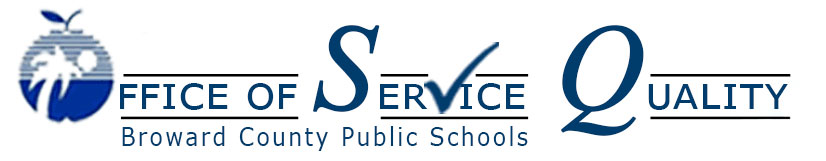 OFFICE OF SERVICE QUALITY
Broward County Public Schools